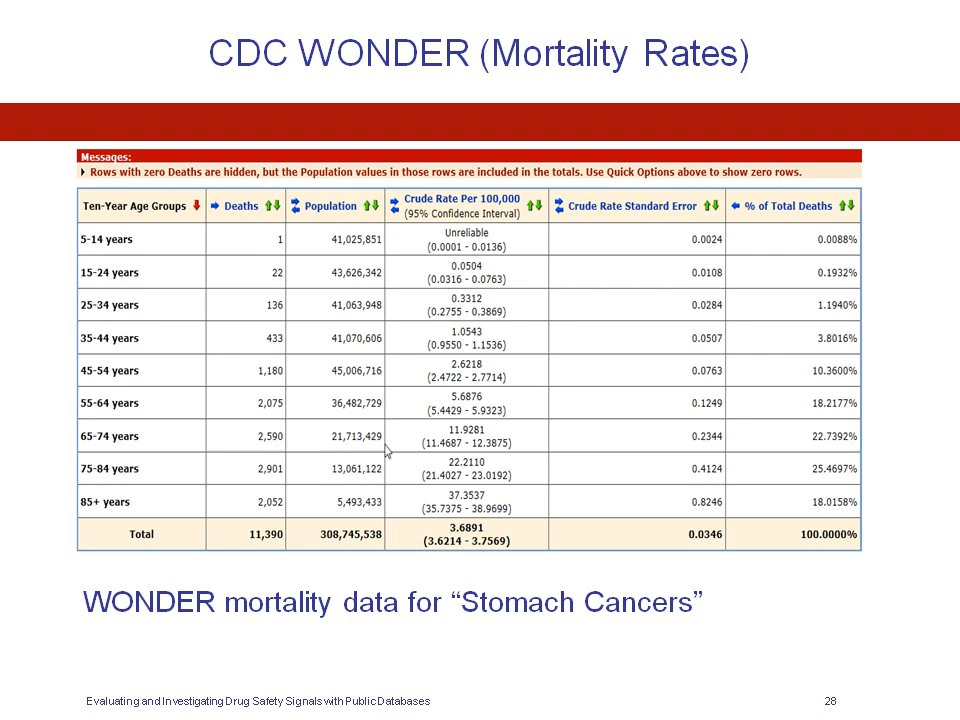 CDC WONDER (Mortality Rates)
Messages:
Rows with zero Deaths are hidden, but the Population values in those rows are included in the totals. Use Quick Options above to show zero rows.
Ten-Year Age Groups Deaths Population Crude Rate Per 100,000 (95% Confidence Interval) Crude Rate Standard Error % of Total Deaths
5-14 years 1 41,025,851 Unreliable (0.0001 - 0.0136) 0.0024 0.0088%
15-24 years 22 43,626,342 0.0504 (0.0316 - 0.0763) 0.0108 0.1932%
25-34 years 136 41,063,948 0.3312 (0.2755 - 0.3869) 0.0284 1.1940%
35-44 years 433 41,070,606 1.0543 (0.9550 - 1.1536) 0.0507 3.8016%
45-54 years 1,180 45,006,716 2.6218 (2.4722 - 2.7714) 0.0763 10.3600%
55-64 years 2,075 36,482,729 5.6876 (5.4429 - 5.9323) 0.1249 18.2177%
65-74 years 2,590 21,713,429 11.9281 (11.4687 - 12.3875) 0.2344 22.7392%
75-84 years 2,901 13,061,122 22.2110 (21.4027 - 23.0192) 0.4124 25.4697%
85+ years 2,052 5,493,433 37.3537 (35.7375 - 38.9699) 0.8246 18.0158%
Total 11,390 308,745,538 3.6891 (3.6214 - 3.7569) 0.0346 100.0000%
WONDER mortality data for “Stomach Cancers”
Evaluating and Investigating Drug Safety Signals with Public Databases 28